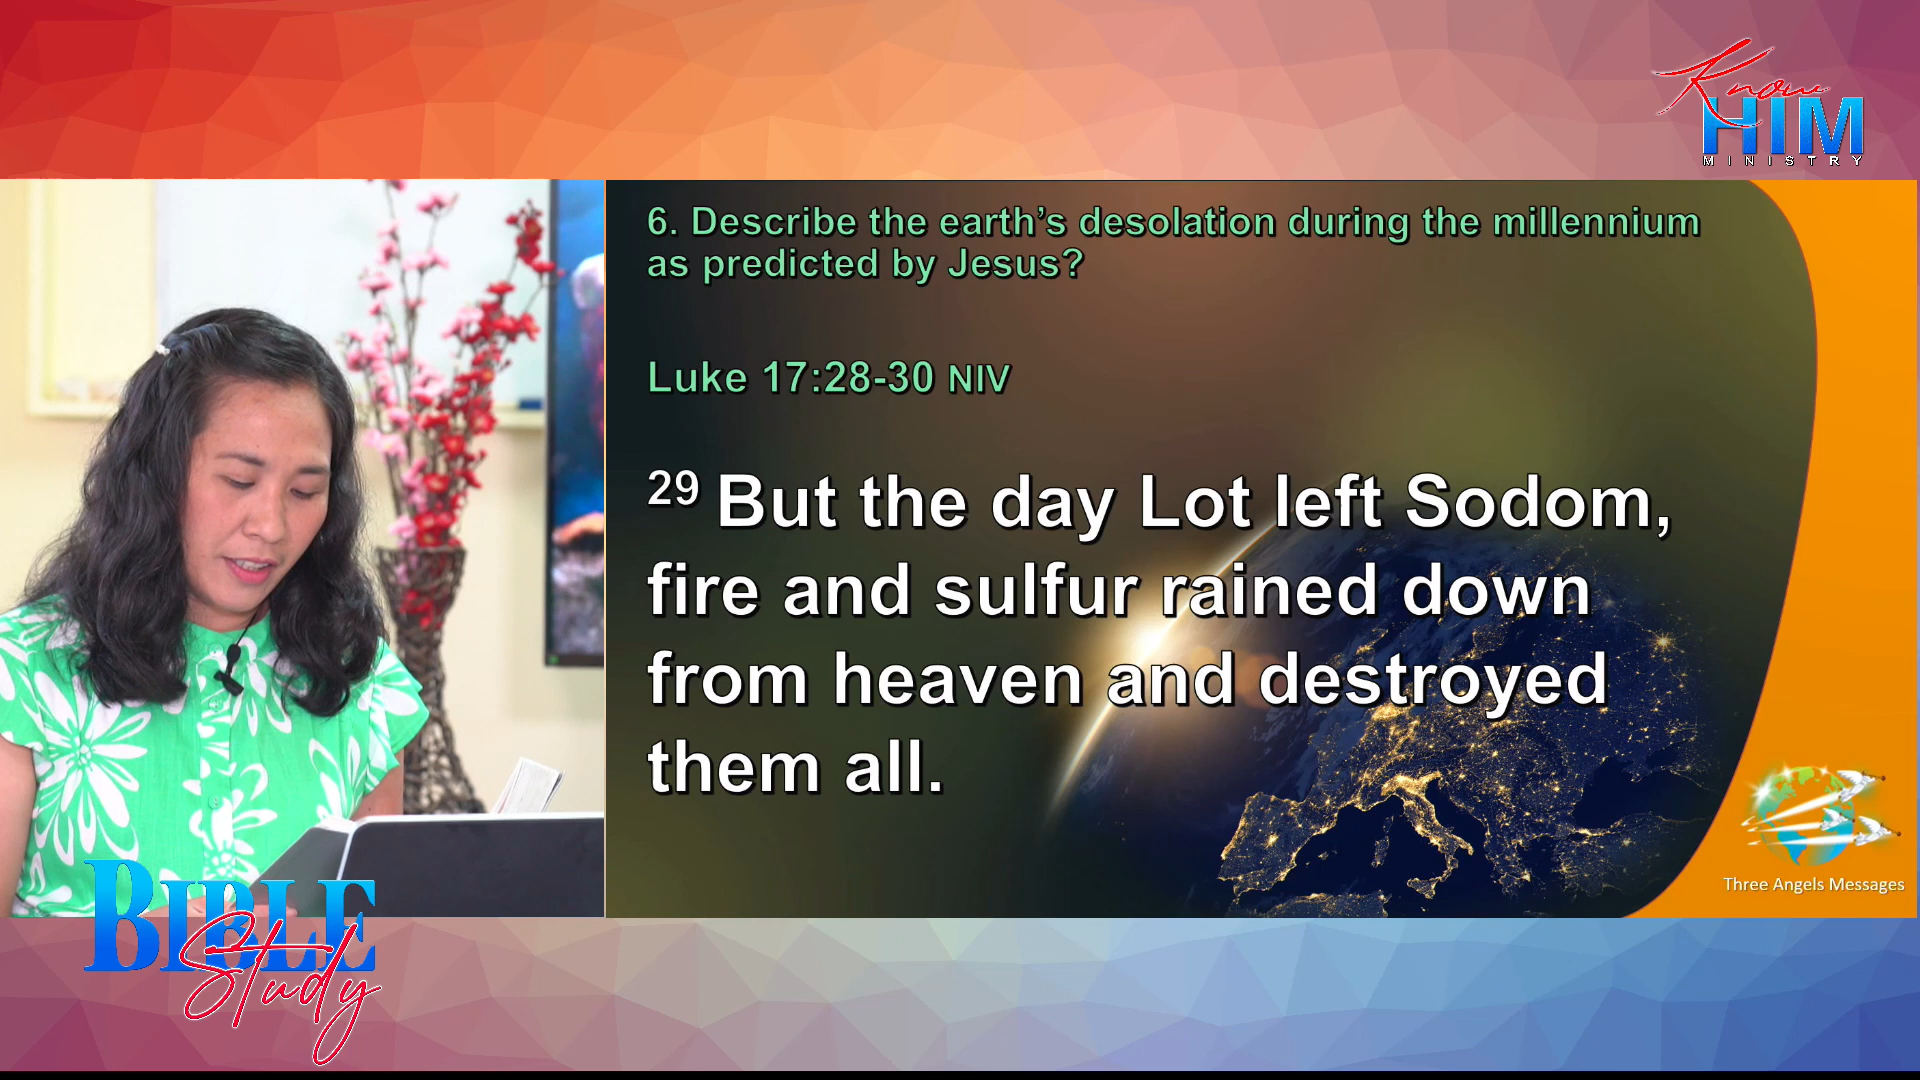 Know
HIM
MINISTRY
6. Describe the earth’s desolation during the millennium
as predicted by Jesus?
Luke 17:28-30 NIV
29 But the day Lot left Sodom,
fire and sulfur rained down
from heaven and destroyed
them all.
Three Angels Messages
BIBLE
Study